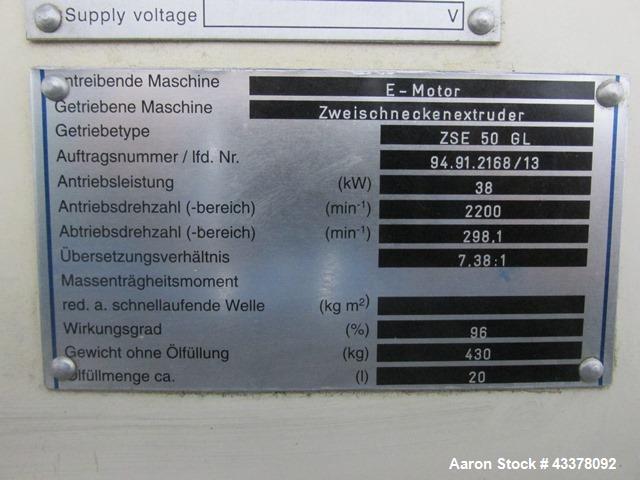 Supply voltage V
Antreibende Maschine E-Motor
Getriebene Maschine Zweischneckenextruder
Getriebetype ZSE 50 GL
Auftragsnummer / lfd. Nr. 94.91.2168/13
Antriebsleistung (kW) 38
Antriebsdrehzahl (-bereich) (min-1) 2200
Abtriebsdrehzahl (-bereich) (min-1) 298,1
Übersetzungsverhältnis 7,38:1
Massenträgheitsmoment
red. a. schnellaufende Welle (kg m2)
Wirkungsgrad (%) 96
Gewicht ohne Ölfüllung (kg) 430
Ölfüllmenge ca. (l) 20
Aaron Stock # 43378092